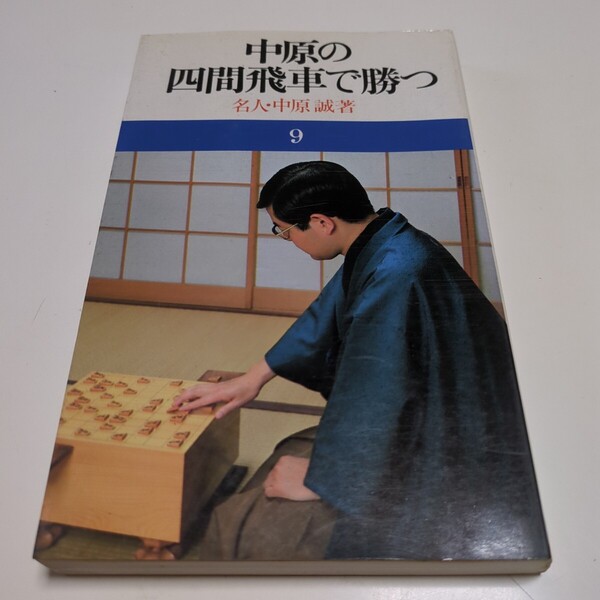 中原の
四間飛車で勝つ
名人・中原 誠著
9